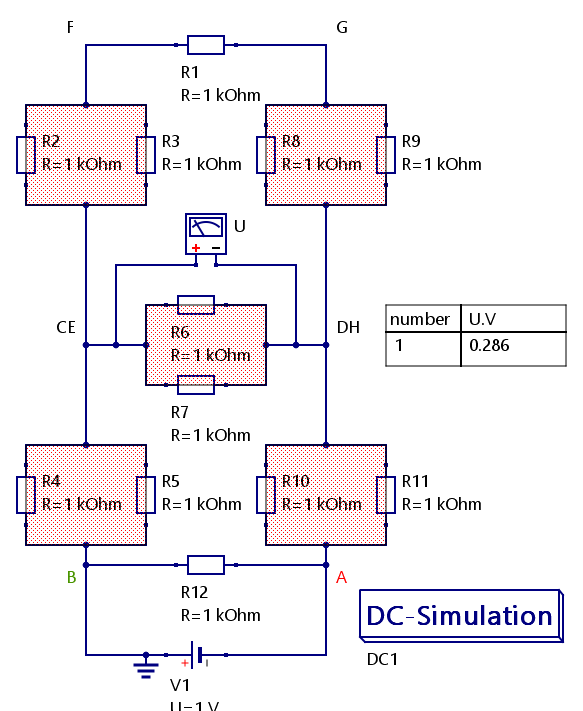 F
G
R1
R=1 kOhm
R2
R=1 kOhm
R3
R=1 kOhm
R8
R=1 kOhm
R9
R=1 kOhm
U
+ −
CE
DH
R6
R=1 kOhm
R7
R=1 kOhm
number U.V
1 0.286
R4
R=1 kOhm
R5
R=1 kOhm
R10
R=1 kOhm
R11
R=1 kOhm
B
A
R12
R=1 kOhm
V1
U=1 V
DC-Simulation
DC1